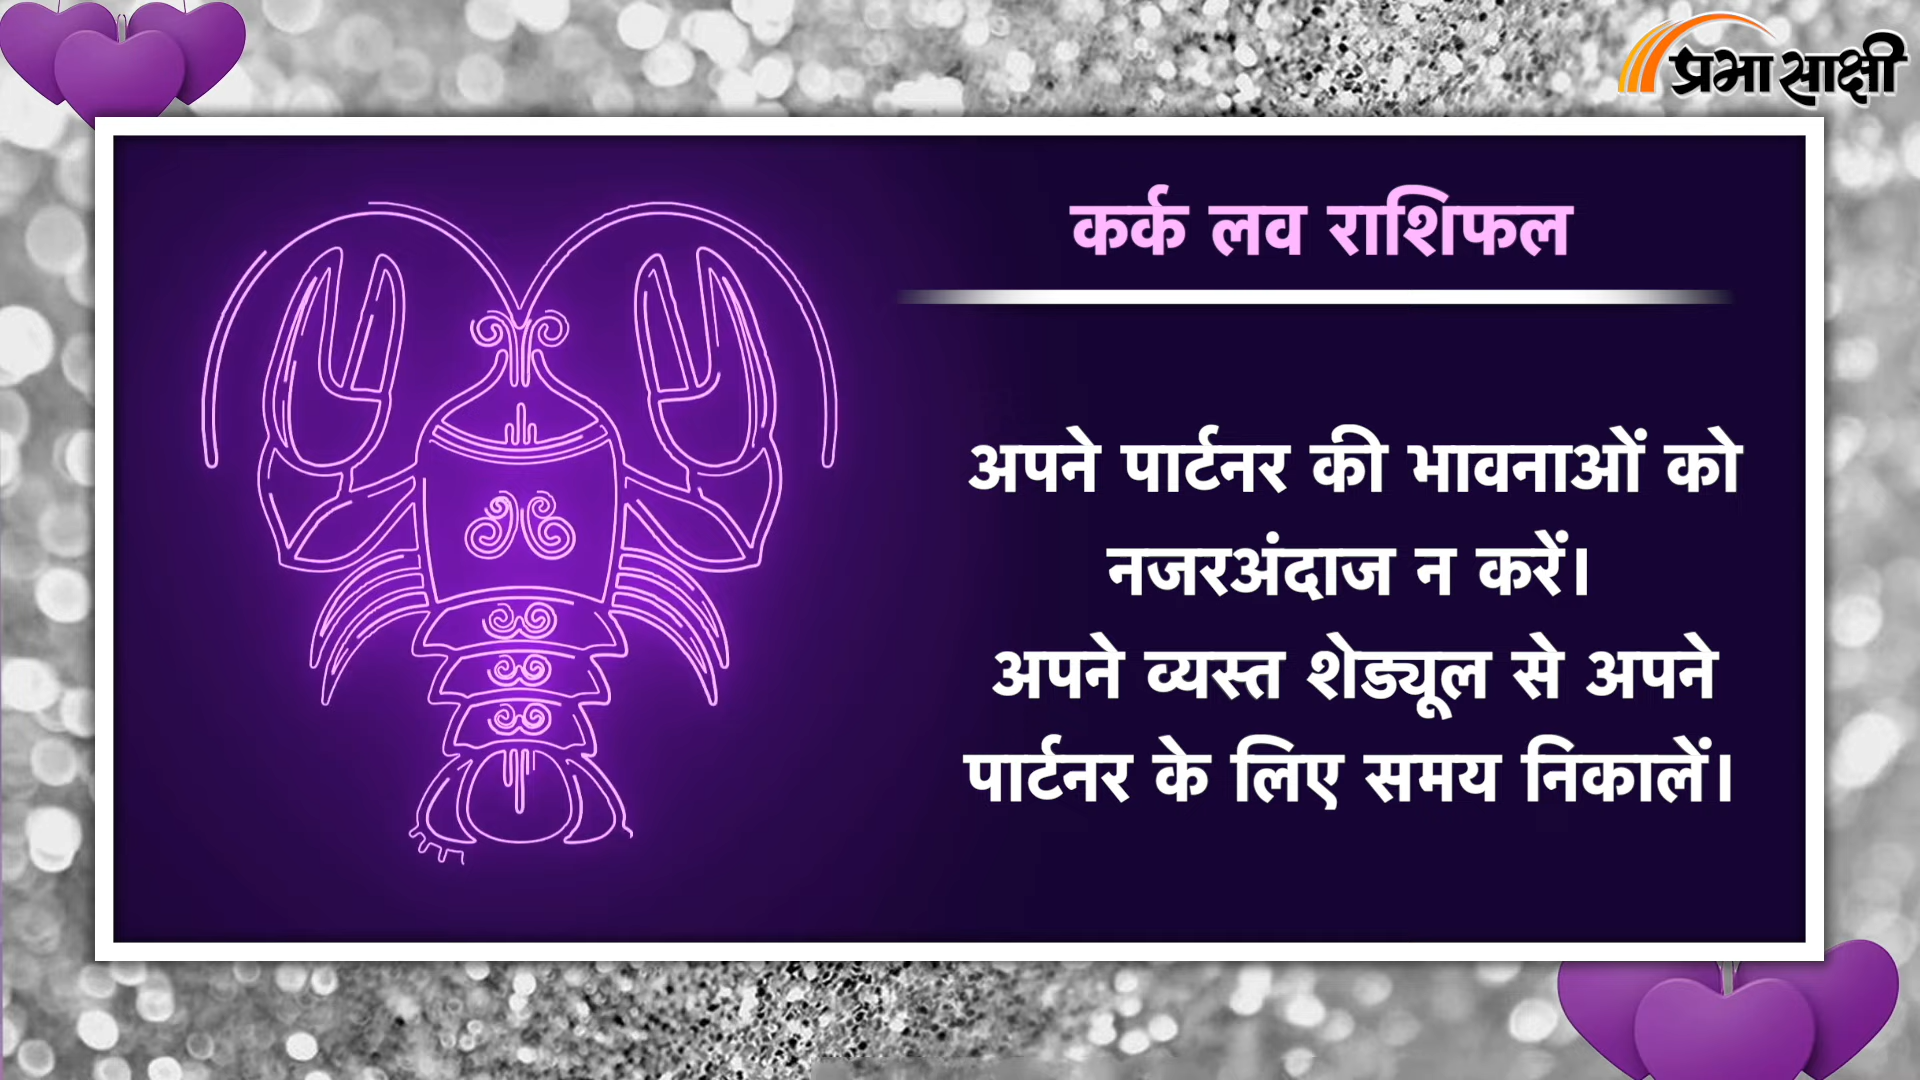 प्रभासाक्षी
कर्क लव राशिफल
अपने पार्टनर की भावनाओं को
नजरअंदाज न करें।
अपने व्यस्त शेड्यूल से अपने
पार्टनर के लिए समय निकालें।